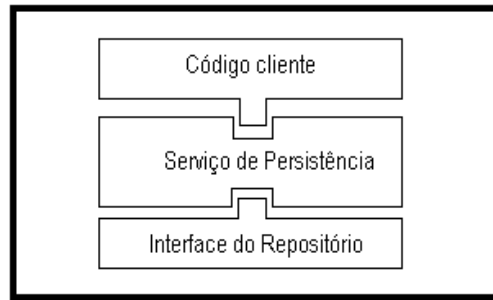 Código cliente
Serviço de Persistência
Interface do Repositório